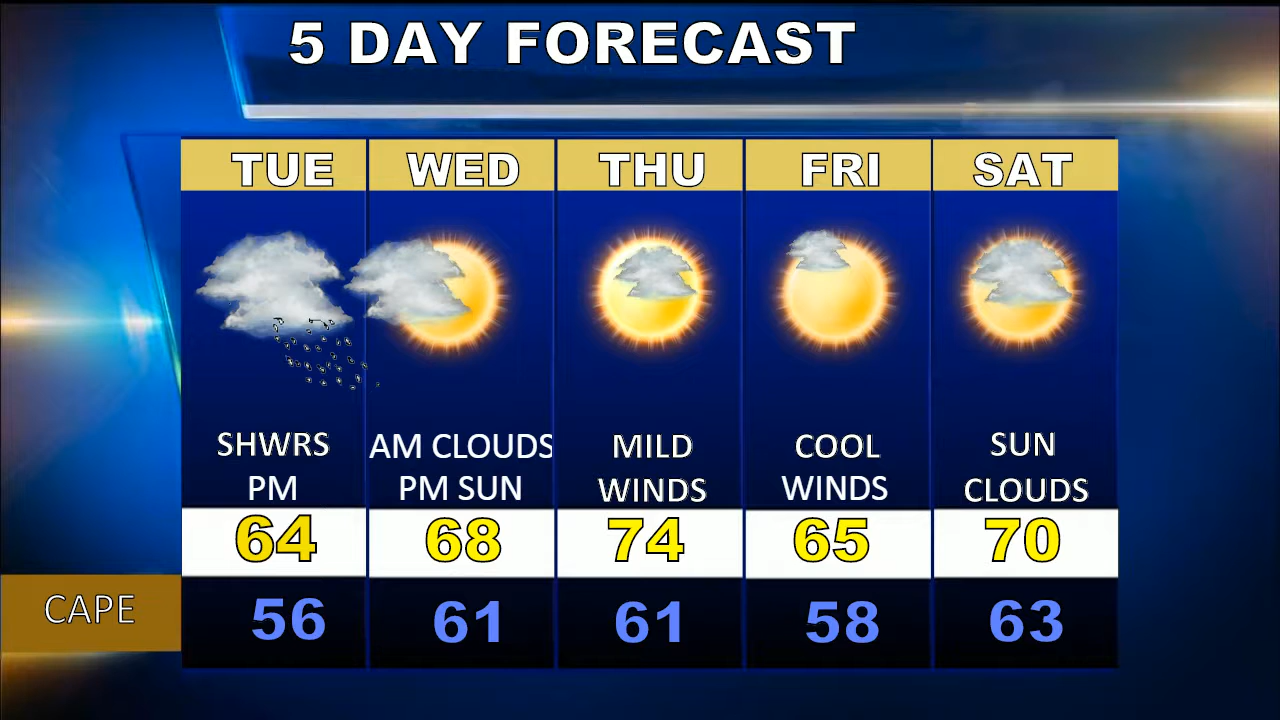 5 DAY FORECAST
TUE WED THU FRI SAT
SHWRS AM CLOUDS MILD COOL SUN
PM PM SUN WINDS WINDS CLOUDS
64 68 74 65 70
CAPE 56 61 61 58 63